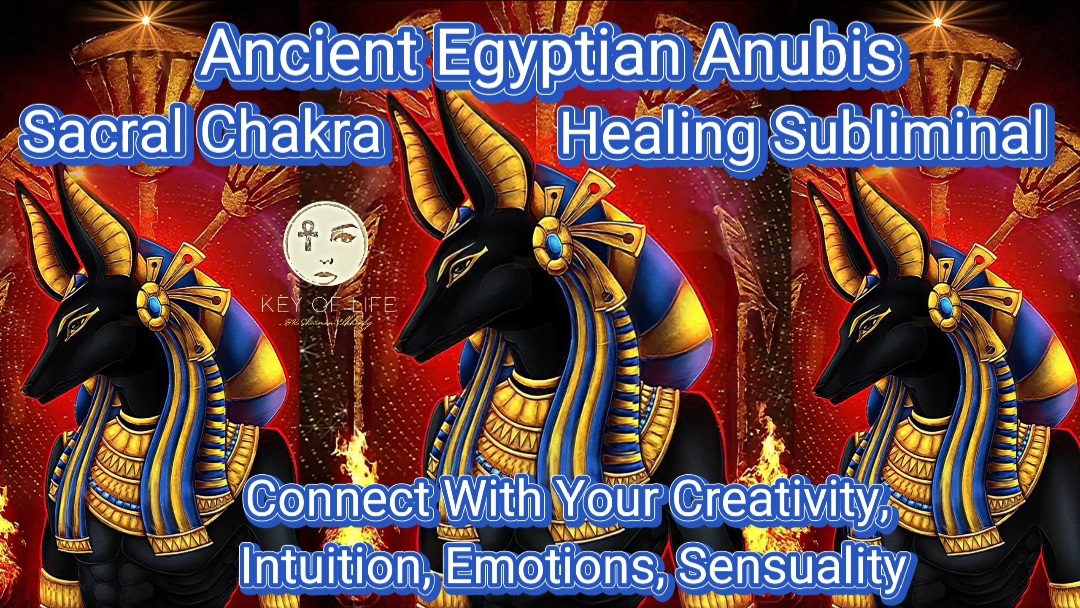 Ancient Egyptian Anubis
Sacral Chakra
Healing Subliminal
KEY OF LIFE
Connect With Your Creativity,
Intuition, Emotions, Sensuality